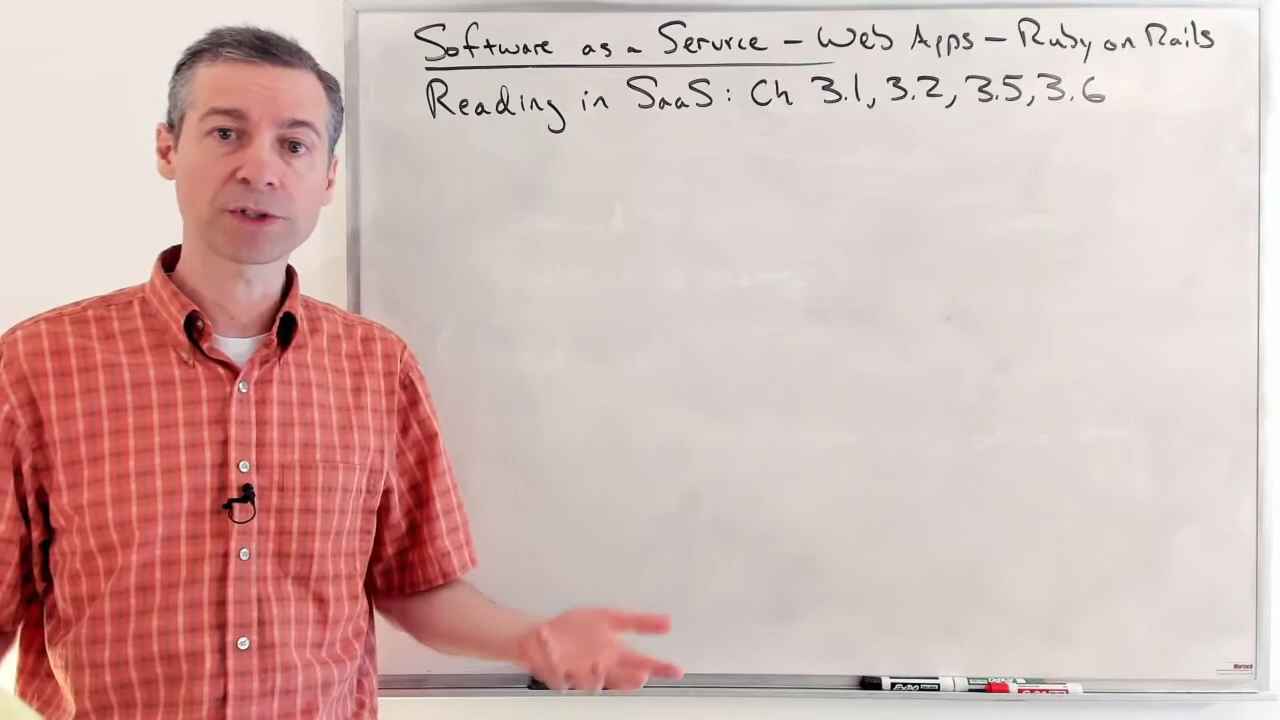 Software as a Service - Web Apps - Ruby on Rails
Reading in SaaS: Ch 3.1, 3.2, 3.5, 3.6
EXPO